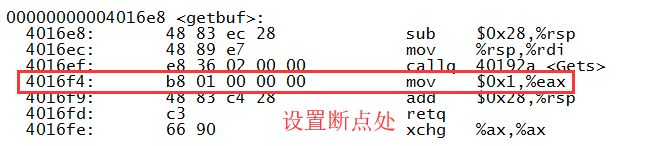 00000000004016e8 <getbuf>:
4016e8: 48 83 ec 28 sub $0x28,%rsp
4016ec: 48 89 e7 mov %rsp,%rdi
4016ef: e8 36 02 00 00 callq 40192a <Gets>
4016f4: b8 01 00 00 00 mov $0x1,%eax
4016f9: 48 83 c4 28 add $0x28,%rsp
4016fd: c3 retq
4016fe: 66 90 xchg %ax,%ax
设置断点处